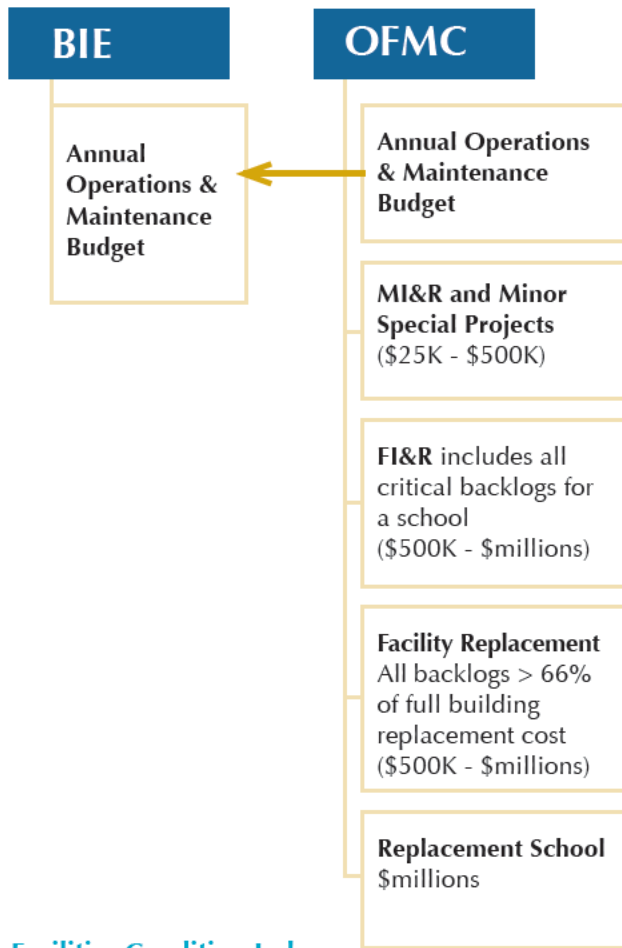 BIE
Annual
Operations &
Maintenance
Budget
OFMC
Annual Operations
& Maintenance
Budget
MI&R and Minor
Special Projects
($25K - $500K)
FI&R includes all
critical backlogs for
a school
($500K - $millions)
Facility Replacement
All backlogs > 66%
of full building
replacement cost
($500K - $millions)
Replacement School
$millions